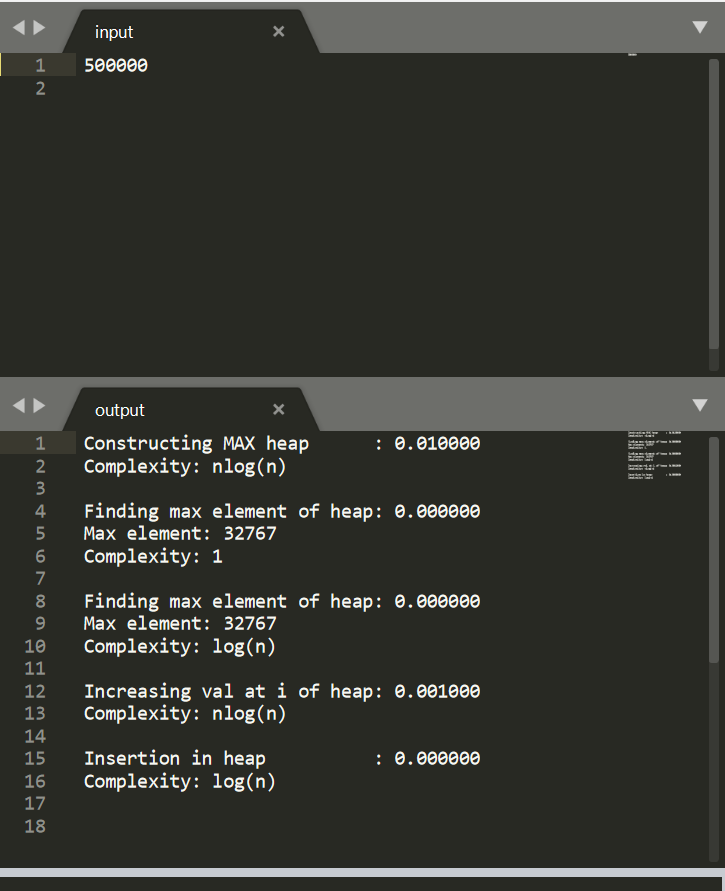 input
1 500000
2
output
1 Constructing MAX heap       : 0.010000
2 Complexity: nlog(n)
3
4 Finding max element of heap: 0.000000
5 Max element: 32767
6 Complexity: 1
7
8 Finding max element of heap: 0.000000
9 Max element: 32767
10 Complexity: log(n)
11
12 Increasing val at i of heap: 0.001000
13 Complexity: nlog(n)
14
15 Insertion in heap          : 0.000000
16 Complexity: log(n)
17
18